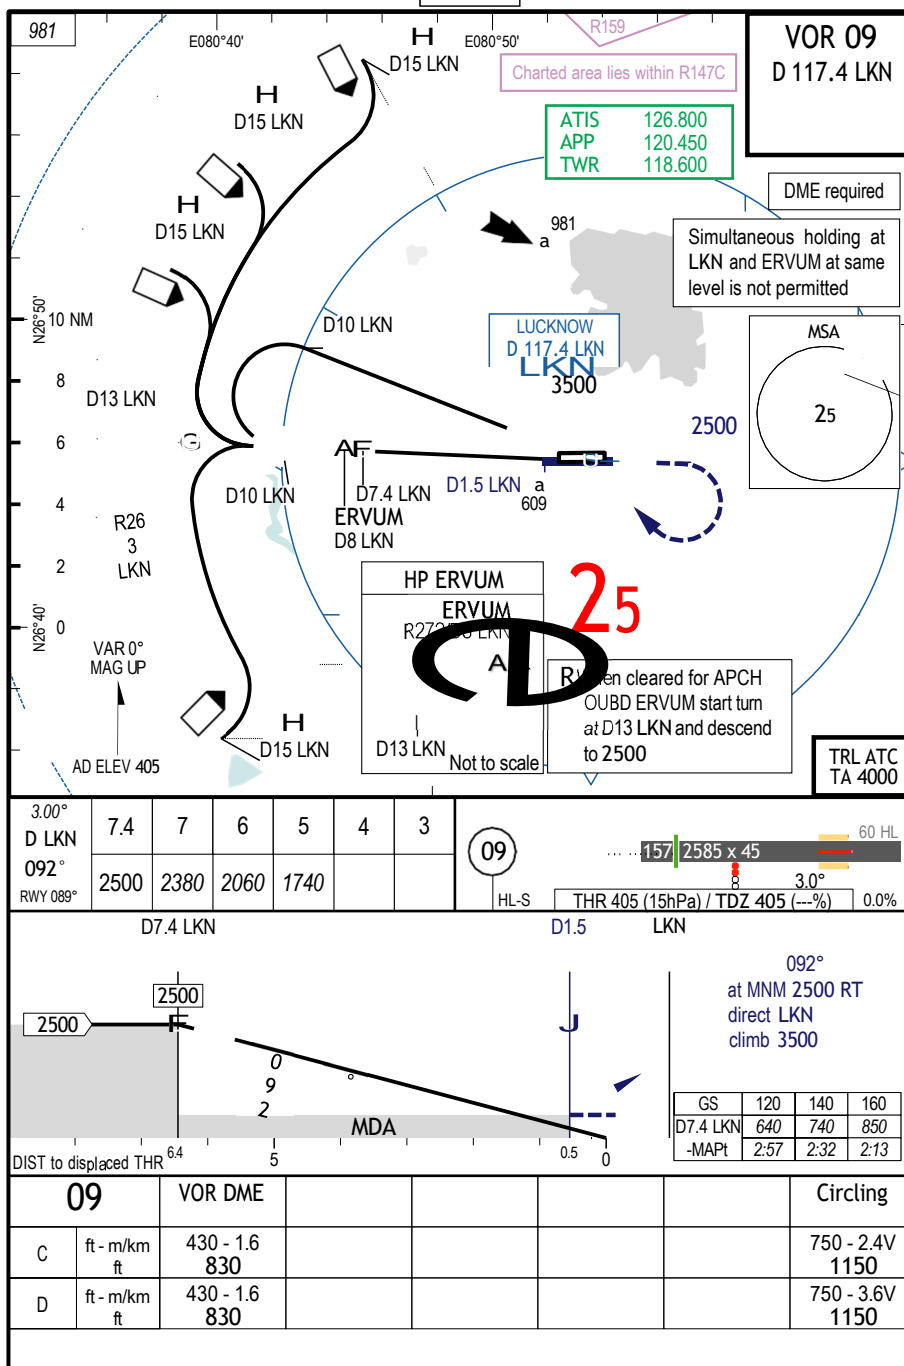 981
E080°40'
E080°50'
R159
Charted area lies within R147C
VOR 09
D 117.4 LKN
ATIS 126.800
APP 120.450
TWR 118.600
DME required
Simultaneous holding at
LKN and ERVUM at same
level is not permitted
H
D15 LKN
H
D15 LKN
H
D15 LKN
a
981
N26°50'
10 NM
8
6
4
2
0
N26°40'
D10 LKN
LUCKNOW
D 117.4 LKN
LKN
3500
MSA
25
2500
D13 LKN
G
AF
U
D10 LKN
D7.4 LKN
D1.5 LKN
a
609
ERVUM
D8 LKN
R26
3
LKN
HP ERVUM
ERVUM
D13 LKN
Not to scale
25
cleared for APCH
OUBD ERVUM start turn
at D13 LKN and descend
to 2500
VAR 0°
MAG UP
AD ELEV 405
H
D15 LKN
TRL ATC
TA 4000
3.00°
D LKN
092°
RWY 089°
7.4 7 6 5 4 3
2500 2380 2060 1740
09
HL-S
60 HL
157 2585 x 45
3.0°
THR 405 (15hPa) / TDZ 405 (---%)
0.0%
D7.4 LKN
D1.5
LKN
2500
2500
F
J
0
9
2
°
MDA
092°
at MNM 2500 RT
direct LKN
climb 3500
GS 120 140 160
D7.4 LKN 640 740 850
-MAPt 2:57 2:32 2:13
DIST to displaced THR 6.4 5 0.5 0
09 VOR DME Circling
C ft - m/km 430 - 1.6 750 - 2.4V
ft 830 1150
D ft - m/km 430 - 1.6 750 - 3.6V
ft 830 1150